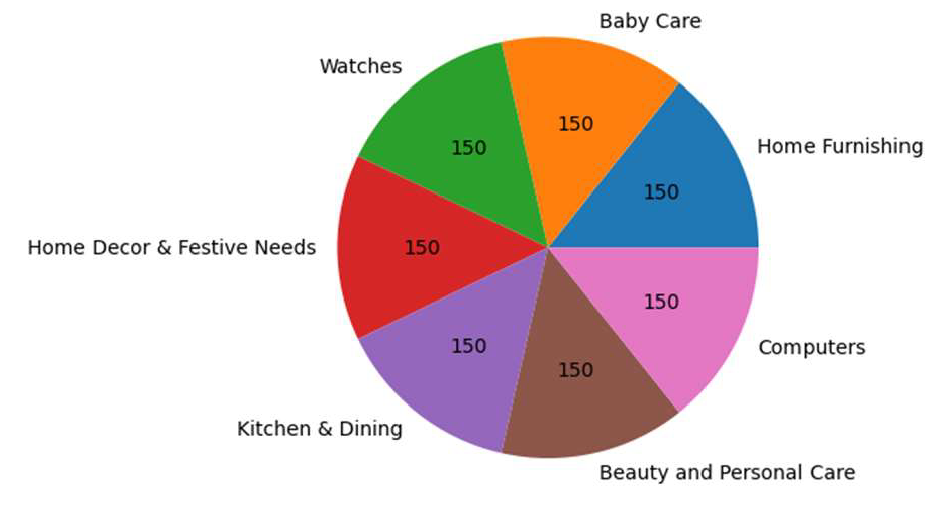 Baby Care
Watches
150
Home Furnishing
150
150
Home Decor & Festive Needs
150
150
150
Computers
150
Kitchen & Dining
Beauty and Personal Care